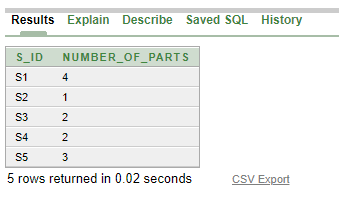 Results Explain Describe Saved SQL History
S_ID NUMBER_OF_PARTS
S1 4
S2 1
S3 2
S4 2
S5 3
5 rows returned in 0.02 seconds CSV Export